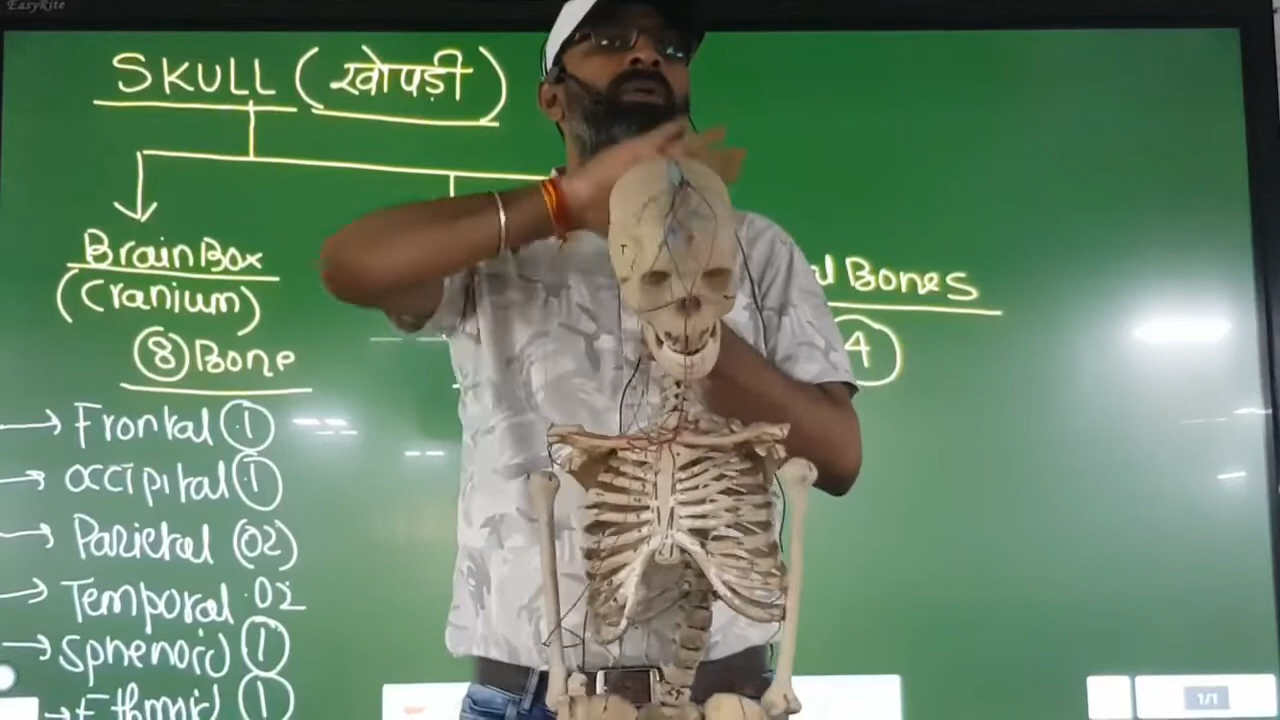 EasyRite
SKULL (खोपड़ी)
Brain Box
(Cranium)
8 Bone
→ Frontal 1
→ occipital 1
→ Parietal (02)
→ Temporal 02
→ Sphenoid 1
→ Ethmoid 1
Bones
4
T
1/1